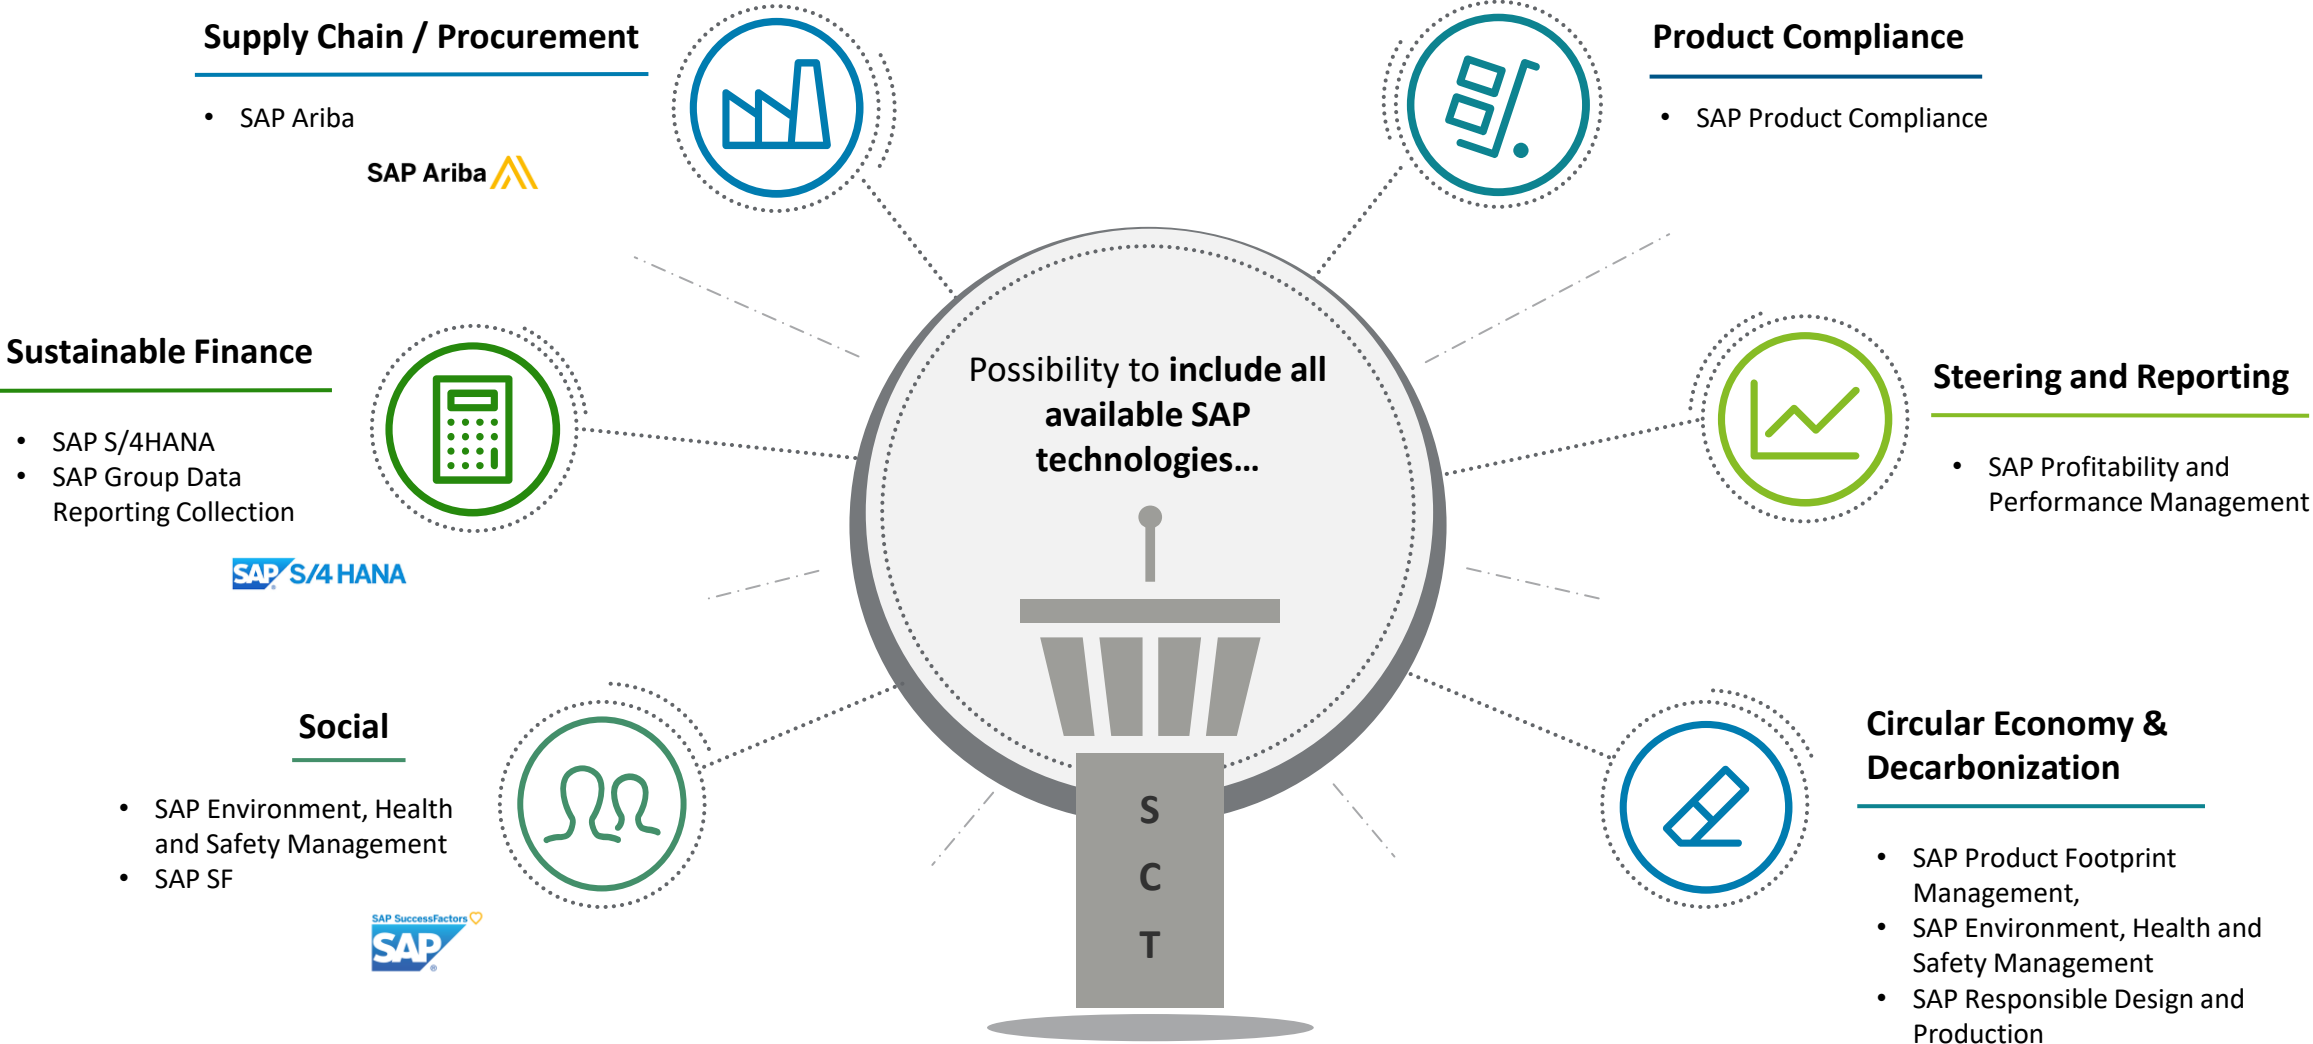 Supply Chain / Procurement
• SAP Ariba
SAP Ariba
Product Compliance
• SAP Product Compliance
Sustainable Finance
• SAP S/4HANA
• SAP Group Data
Reporting Collection
SAP S/4 HANA
Possibility to include all
available SAP
technologies…
Steering and Reporting
• SAP Profitability and
Performance Management
Social
• SAP Environment, Health
and Safety Management
• SAP SF
SAP SuccessFactors
SAP
S
C
T
Circular Economy &
Decarbonization
• SAP Product Footprint
Management,
• SAP Environment, Health and
Safety Management
• SAP Responsible Design and
Production